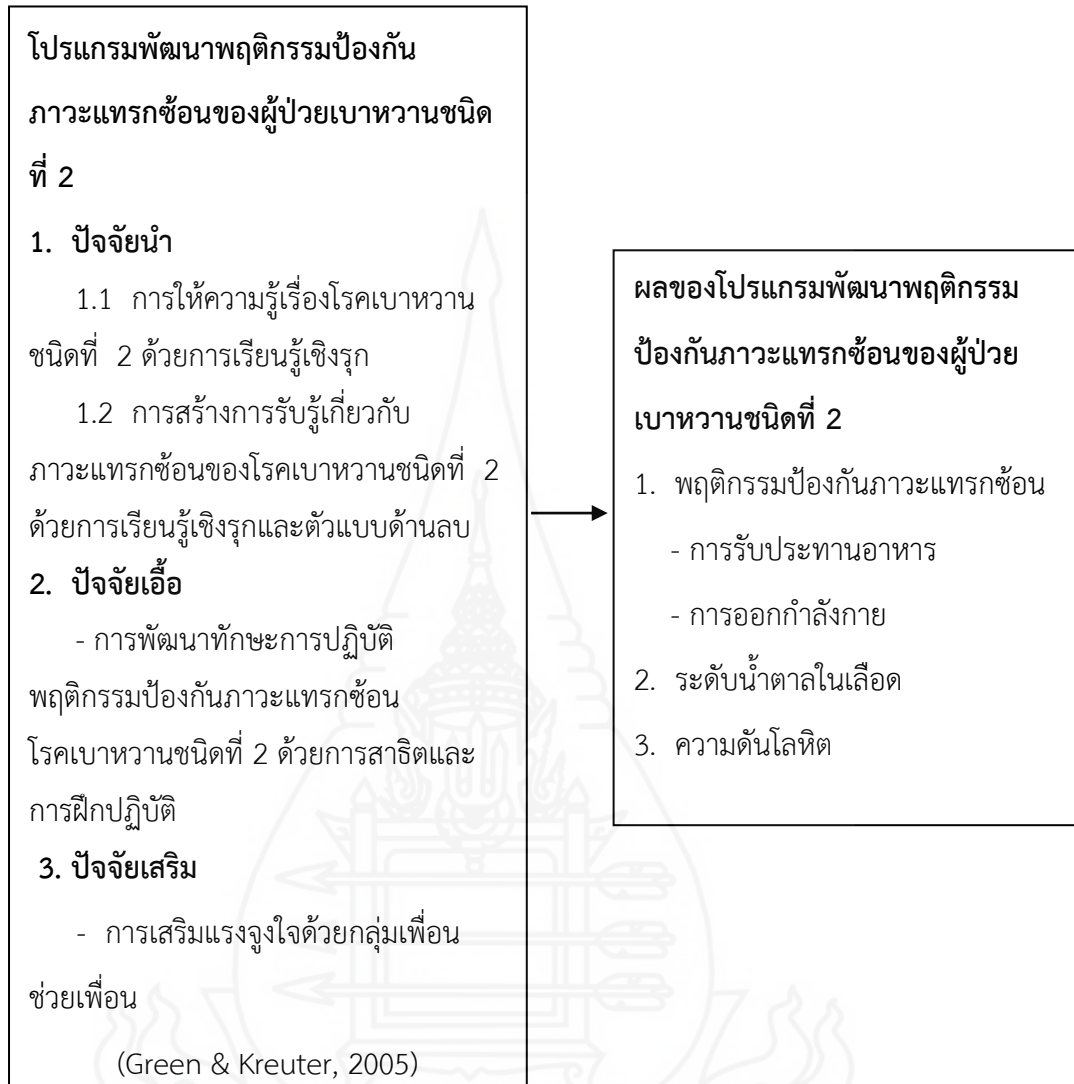 โปรแกรมพัฒนาพฤติกรรมป้องกัน
ภาวะแทรกซ้อนของผู้ป่วยเบาหวานชนิด
ที่ 2
1. ปัจจัยนำ
1.1 การให้ความรู้เรื่องโรคเบาหวาน
ชนิดที่ 2 ด้วยการเรียนรู้เชิงรุก
1.2 การสร้างการรับรู้เกี่ยวกับ
ภาวะแทรกซ้อนของโรคเบาหวานชนิดที่ 2
ด้วยการเรียนรู้เชิงรุกและตัวแบบด้านลบ
2. ปัจจัยเอื้อ
- การพัฒนาทักษะการปฏิบัติ
พฤติกรรมป้องกันภาวะแทรกซ้อน
โรคเบาหวานชนิดที่ 2 ด้วยการสาธิตและ
การฝึกปฏิบัติ
3. ปัจจัยเสริม
- การเสริมแรงจูงใจด้วยกลุ่มเพื่อน
ช่วยเพื่อน
(Green & Kreuter, 2005)
ผลของโปรแกรมพัฒนาพฤติกรรม
ป้องกันภาวะแทรกซ้อนของผู้ป่วย
เบาหวานชนิดที่ 2
1. พฤติกรรมป้องกันภาวะแทรกซ้อน
- การรับประทานอาหาร
- การออกกำลังกาย
2. ระดับน้ำตาลในเลือด
3. ความดันโลหิต